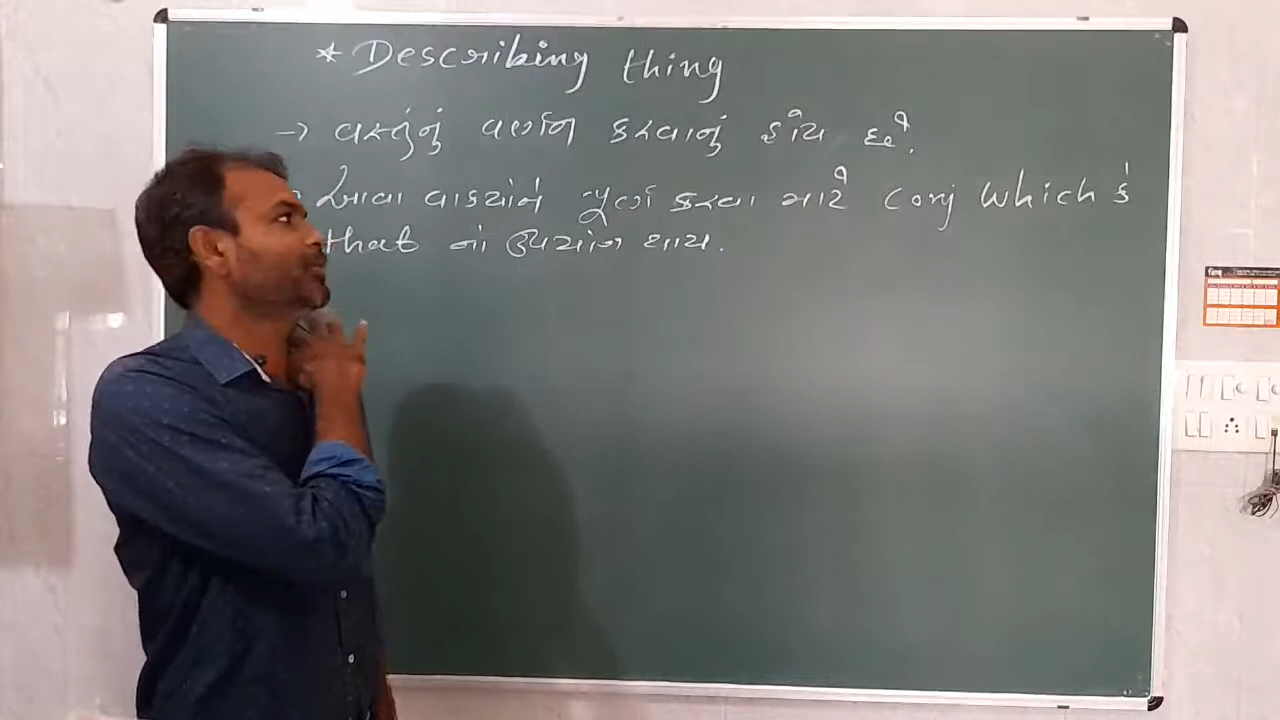 * Describing thing
→ વસ્તુંનું વર્ણન કરવાનું હોય છે.
આવા વાક્યોને પૂર્ણ કરવા માટે conj which કે
that નો ઉપયોગ થાય.